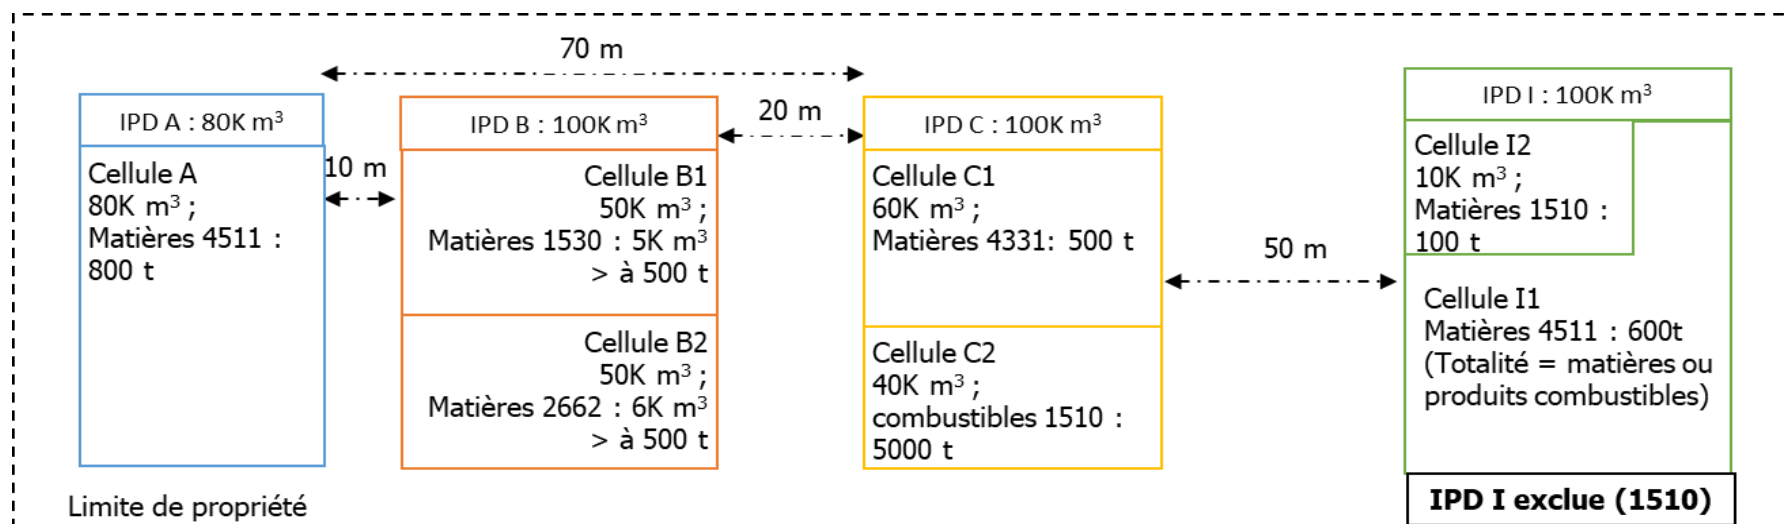 70 m
IPD A : 80K m³
Cellule A
80K m³ ;
Matières 4511 :
800 t
10 m
IPD B : 100K m³
Cellule B1
50K m³ ;
Matières 1530 : 5K m³
> à 500 t
Cellule B2
50K m³ ;
Matières 2662 : 6K m³
> à 500 t
20 m
IPD C : 100K m³
Cellule C1
60K m³ ;
Matières 4331: 500 t
Cellule C2
40K m³ ;
combustibles 1510 :
5000 t
50 m
IPD I : 100K m³
Cellule I2
10K m³ ;
Matières 1510 :
100 t
Cellule I1
Matières 4511 : 600t
(Totalité = matières ou
produits combustibles)
IPD I exclue (1510)
Limite de propriété